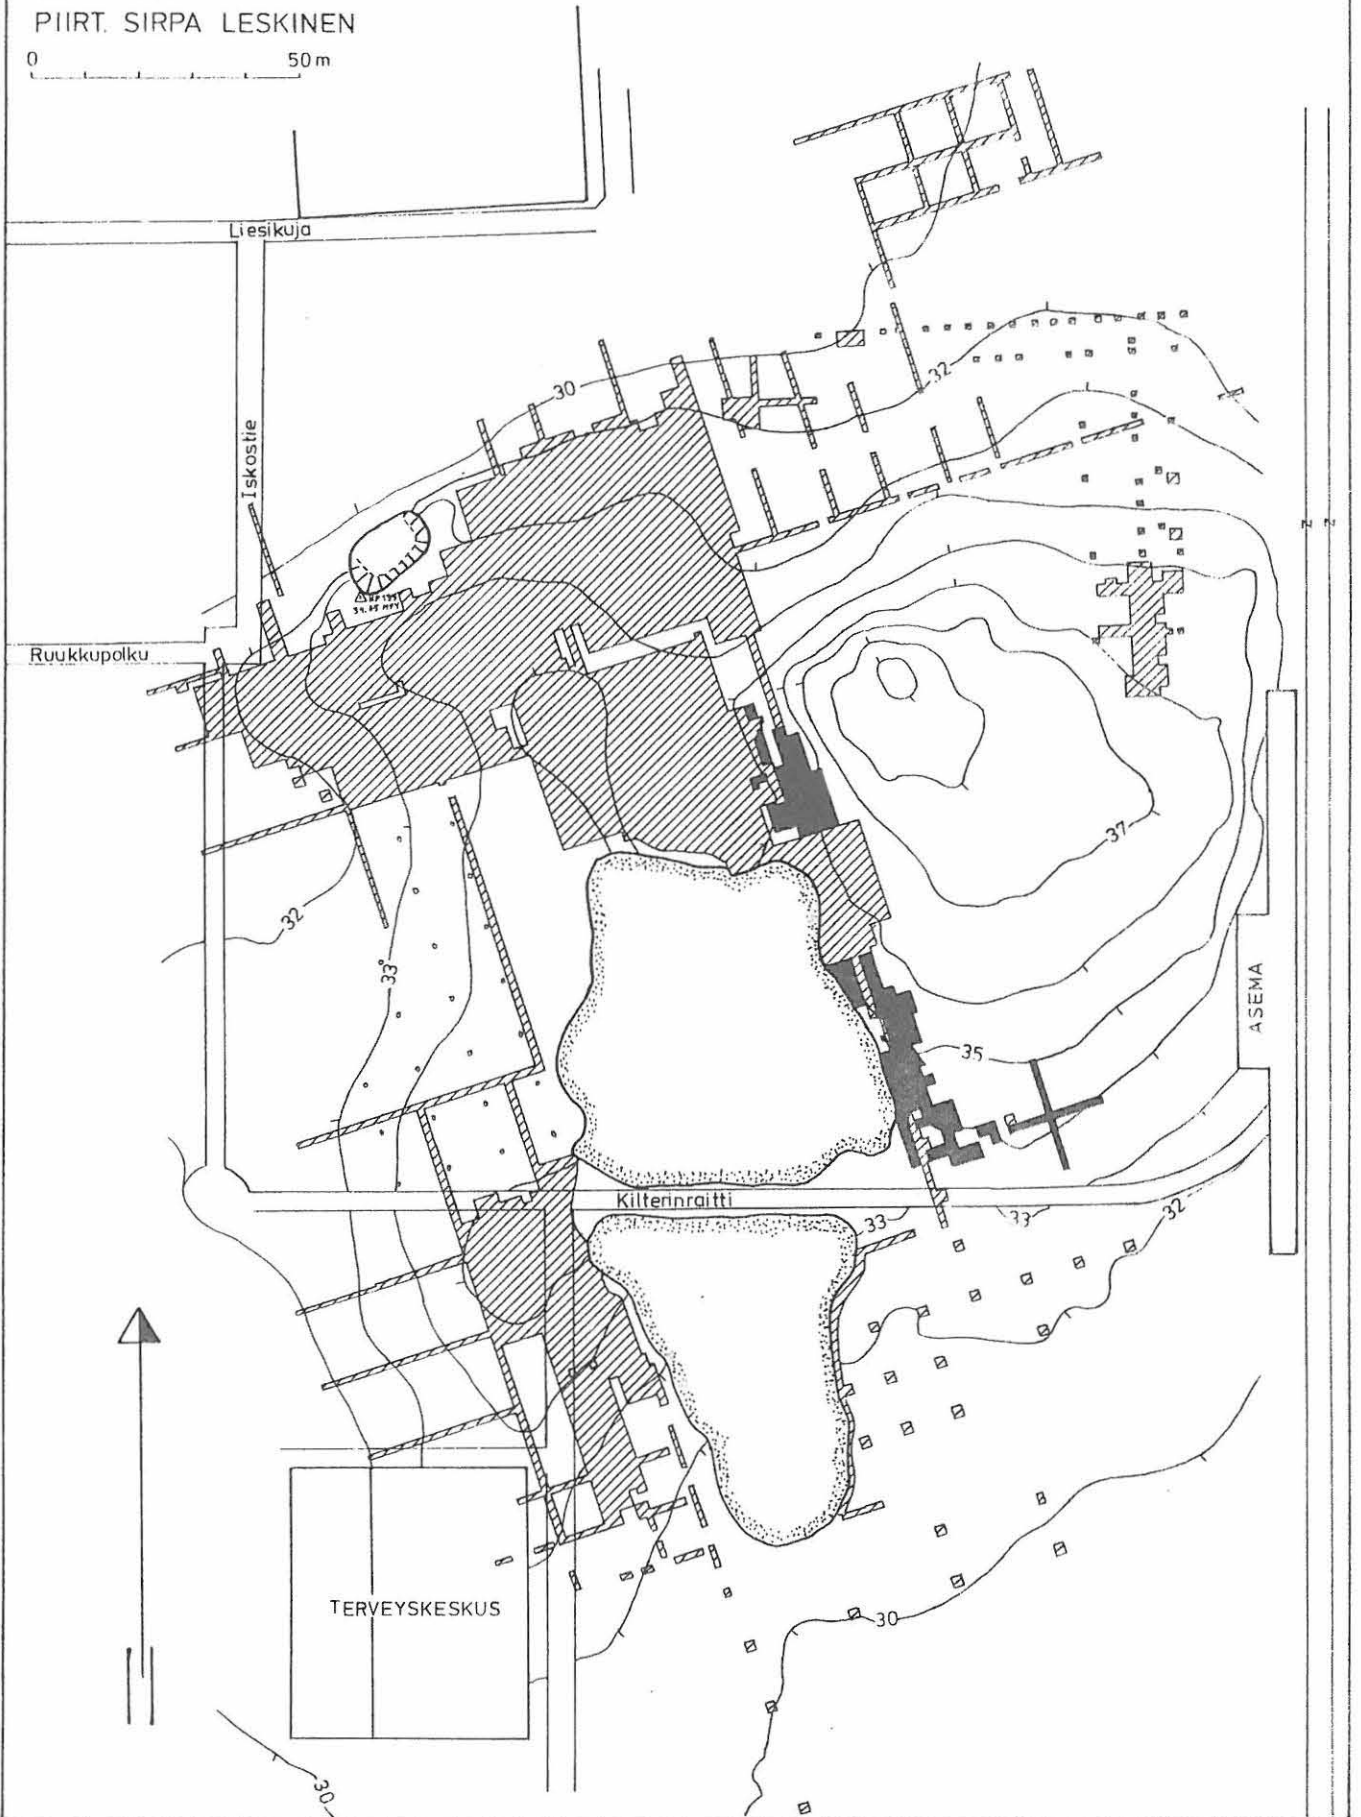 PIIRT. SIRPA LESKINEN
0 50 m
Liesikuja
30
32
Iskostie
Ruukkupolku
37
32
33
ASEMA
35
Kilterinraitti
33
33
32
TERVEYSKESKUS
30
30